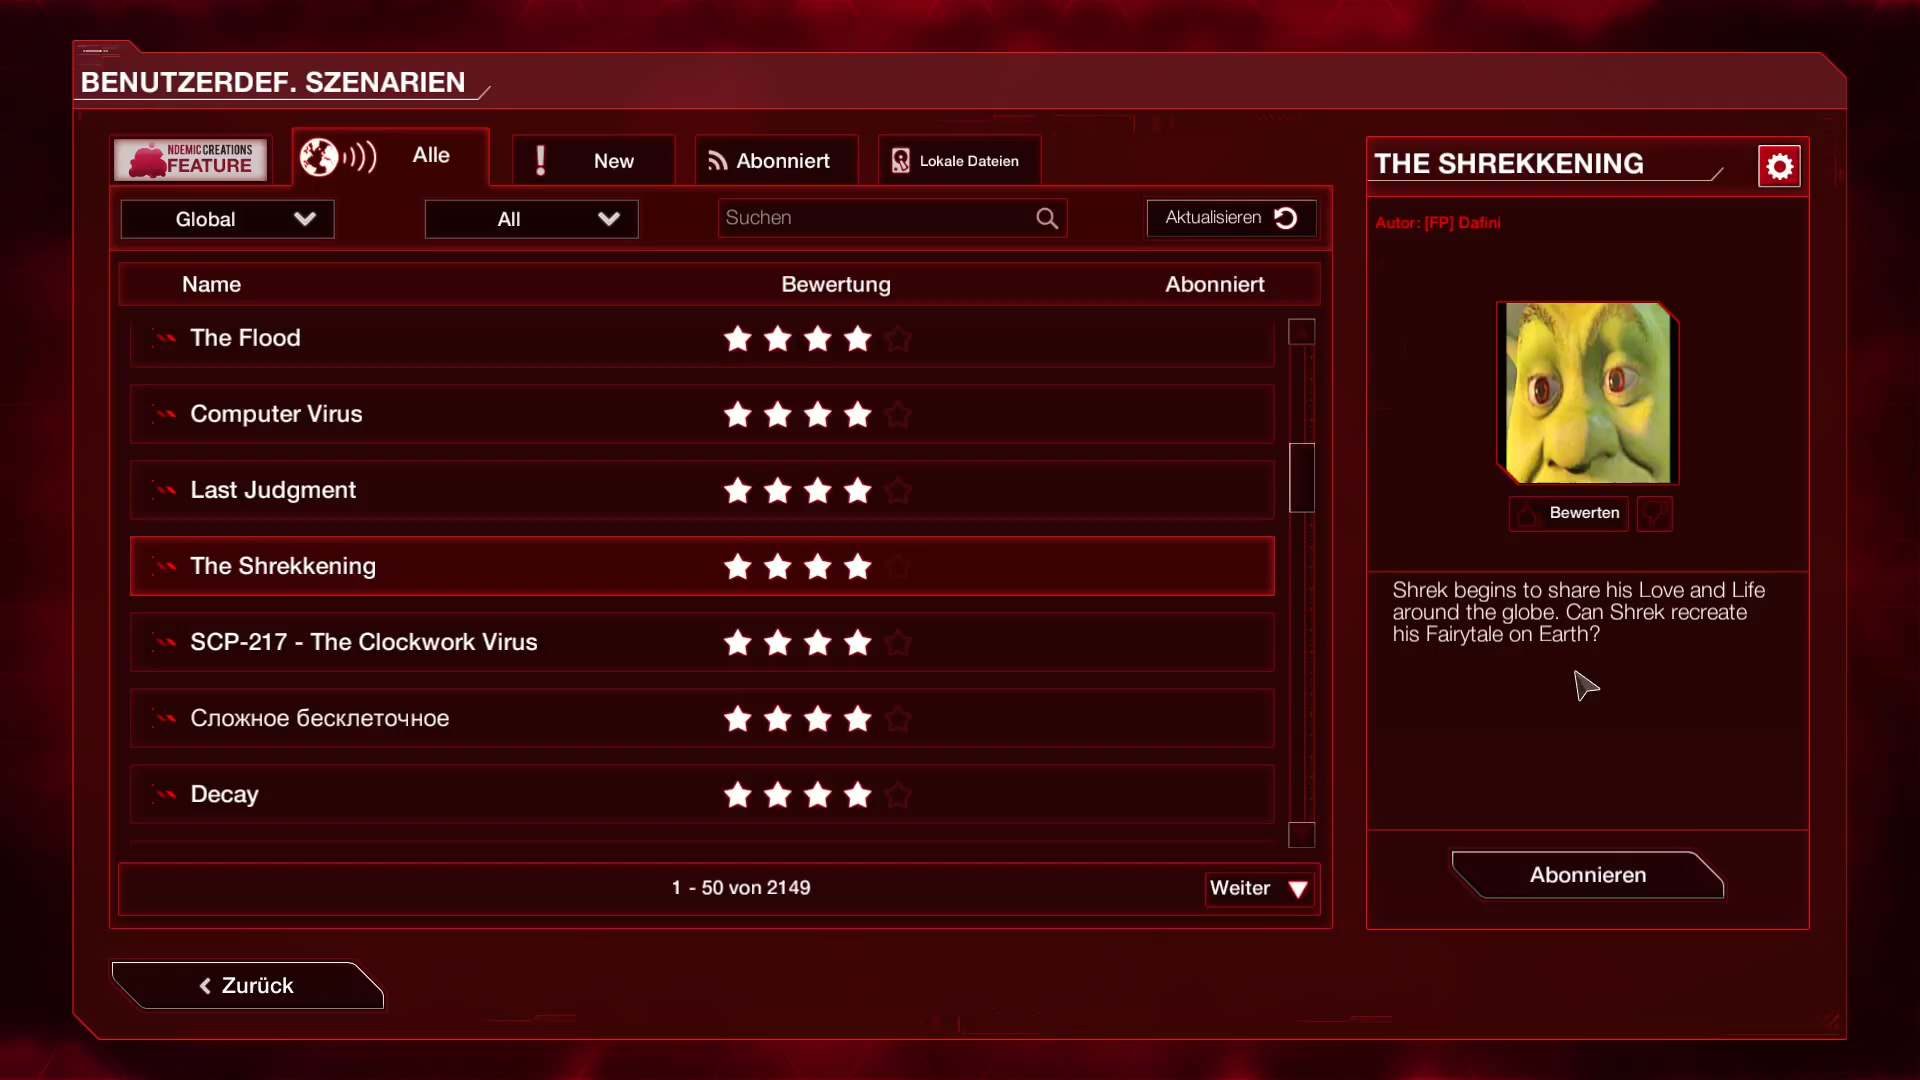 BENUTZERDEF. SZENARIEN
NDEMIC CREATIONS
FEATURE
Alle
New
Abonniert
Lokale Dateien
Global
All
Suchen
Aktualisieren
Name
Bewertung
Abonniert
The Flood
Computer Virus
Last Judgment
The Shrekkening
SCP-217 - The Clockwork Virus
Сложное бесклеточное
Decay
1 - 50 von 2149
Weiter
Zurück
THE SHREKKENING
Autor: [FP] Dafini
Bewerten
Shrek begins to share his Love and Life
around the globe. Can Shrek recreate
his Fairytale on Earth?
Abonnieren